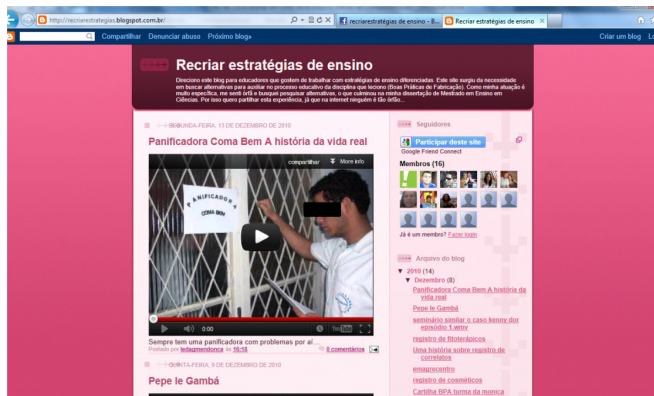 http://recriarestrategias.blogspot.com.br/
recriarestratégias de ensino - B...
Recriar estratégias de ensino
Compartilhar Denunciar abuso Próximo blog»
Criar um blog
Recriar estratégias de ensino
Direciono este blog para educadores que gostem de trabalhar com estratégias de ensino diferenciadas. Este site surgiu da necessidade
em buscar alternativas para auxiliar no processo educativo da disciplina que leciono (Boas Práticas de Fabricação). Como minha atuação é
muito específica, me senti órfã e busquei pesquisar alternativas, o que culminou na minha dissertação de Mestrado em Ensino em
Ciências. Por isso quero partilhar esta experiência, já que na internet ninguém é tão órfão...
SEGUNDA-FEIRA, 13 DE DEZEMBRO DE 2010
Panificadora Coma Bem A história da vida real
compartilhar More info
PANIFICADORA
COMA BEM
0:00
YouTube
Sempre tem uma panificadora com problemas por aí...
Postado por ledagmendonca às 16:18 0 comentários
QUINTA-FEIRA, 9 DE DEZEMBRO DE 2010
Pepe le Gambá
Seguidores
Participar deste site
Google Friend Connect
Membros (16)
Já é um membro? Fazer login
Arquivo do blog
▼ 2010 (14)
▼ Dezembro (8)
Panificadora Coma Bem A história da
vida real
Pepe le Gambá
seminário similar o caso kenny dor
episódio 1.wmv
registro de fitoterápicos
Uma história sobre registro de
correlatos
emaprecentro
registro de cosméticos
Cartilha BPA turma da monica